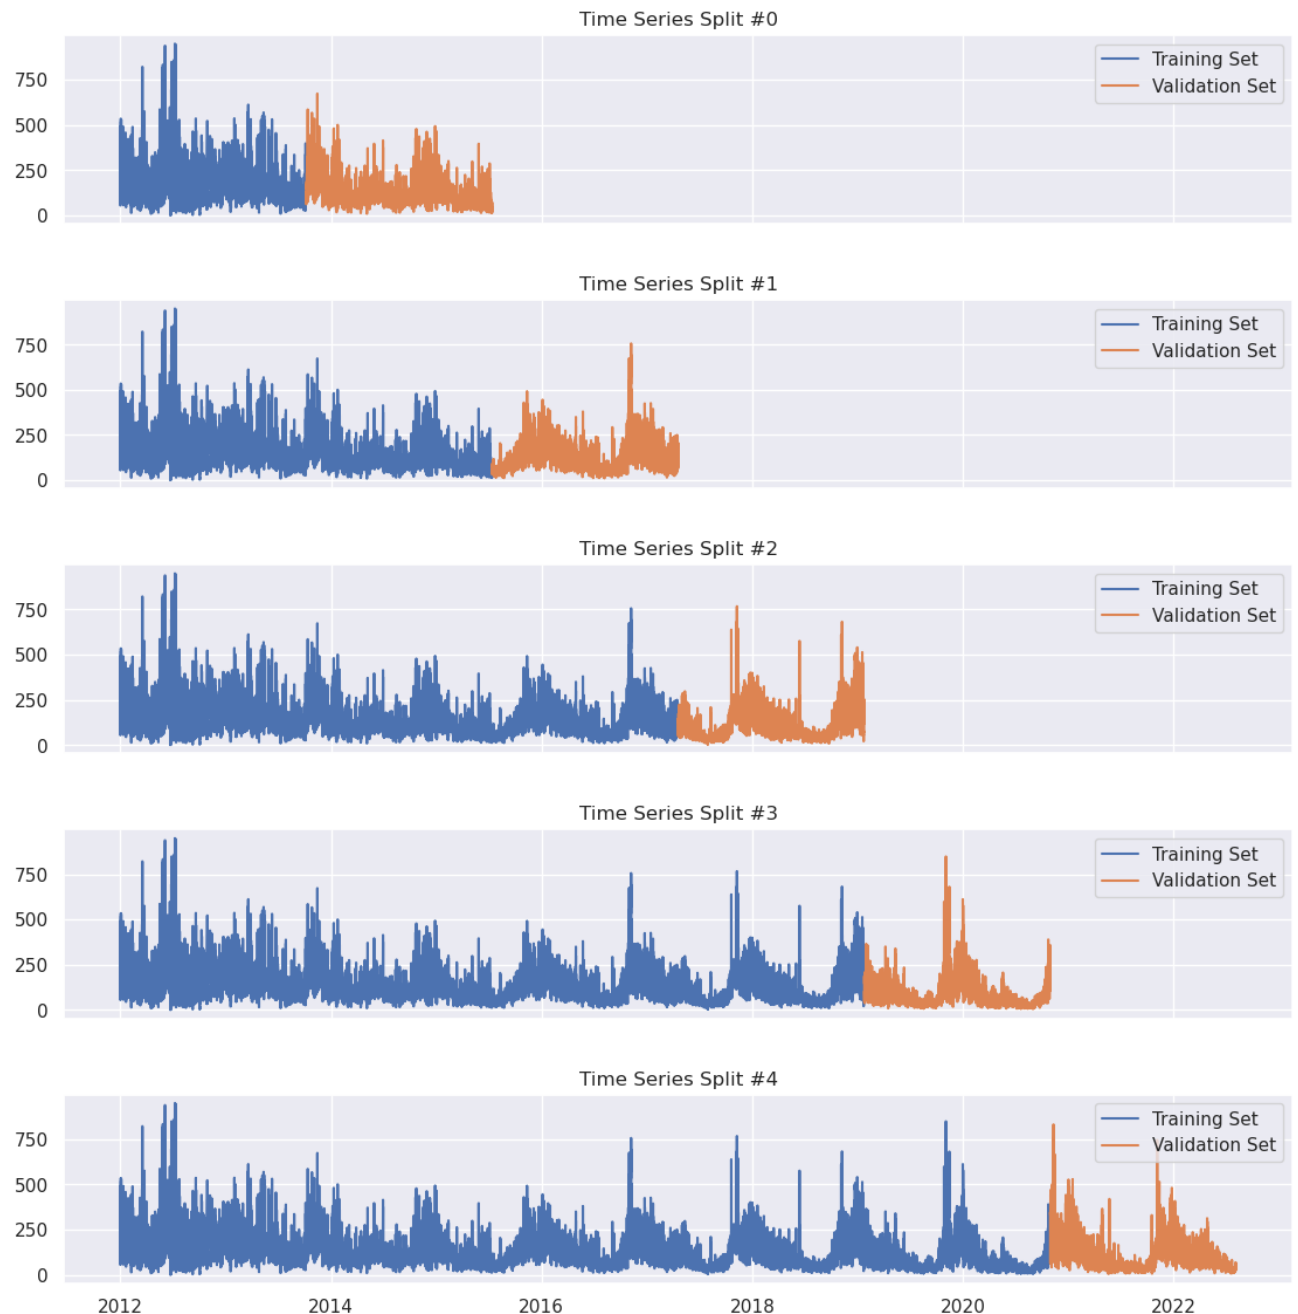 Time Series Split #0
Training Set
Validation Set
750
500
250
0
Time Series Split #1
Training Set
Validation Set
750
500
250
0
Time Series Split #2
Training Set
Validation Set
750
500
250
0
Time Series Split #3
Training Set
Validation Set
750
500
250
0
Time Series Split #4
Training Set
Validation Set
750
500
250
0
2012 2014 2016 2018 2020 2022